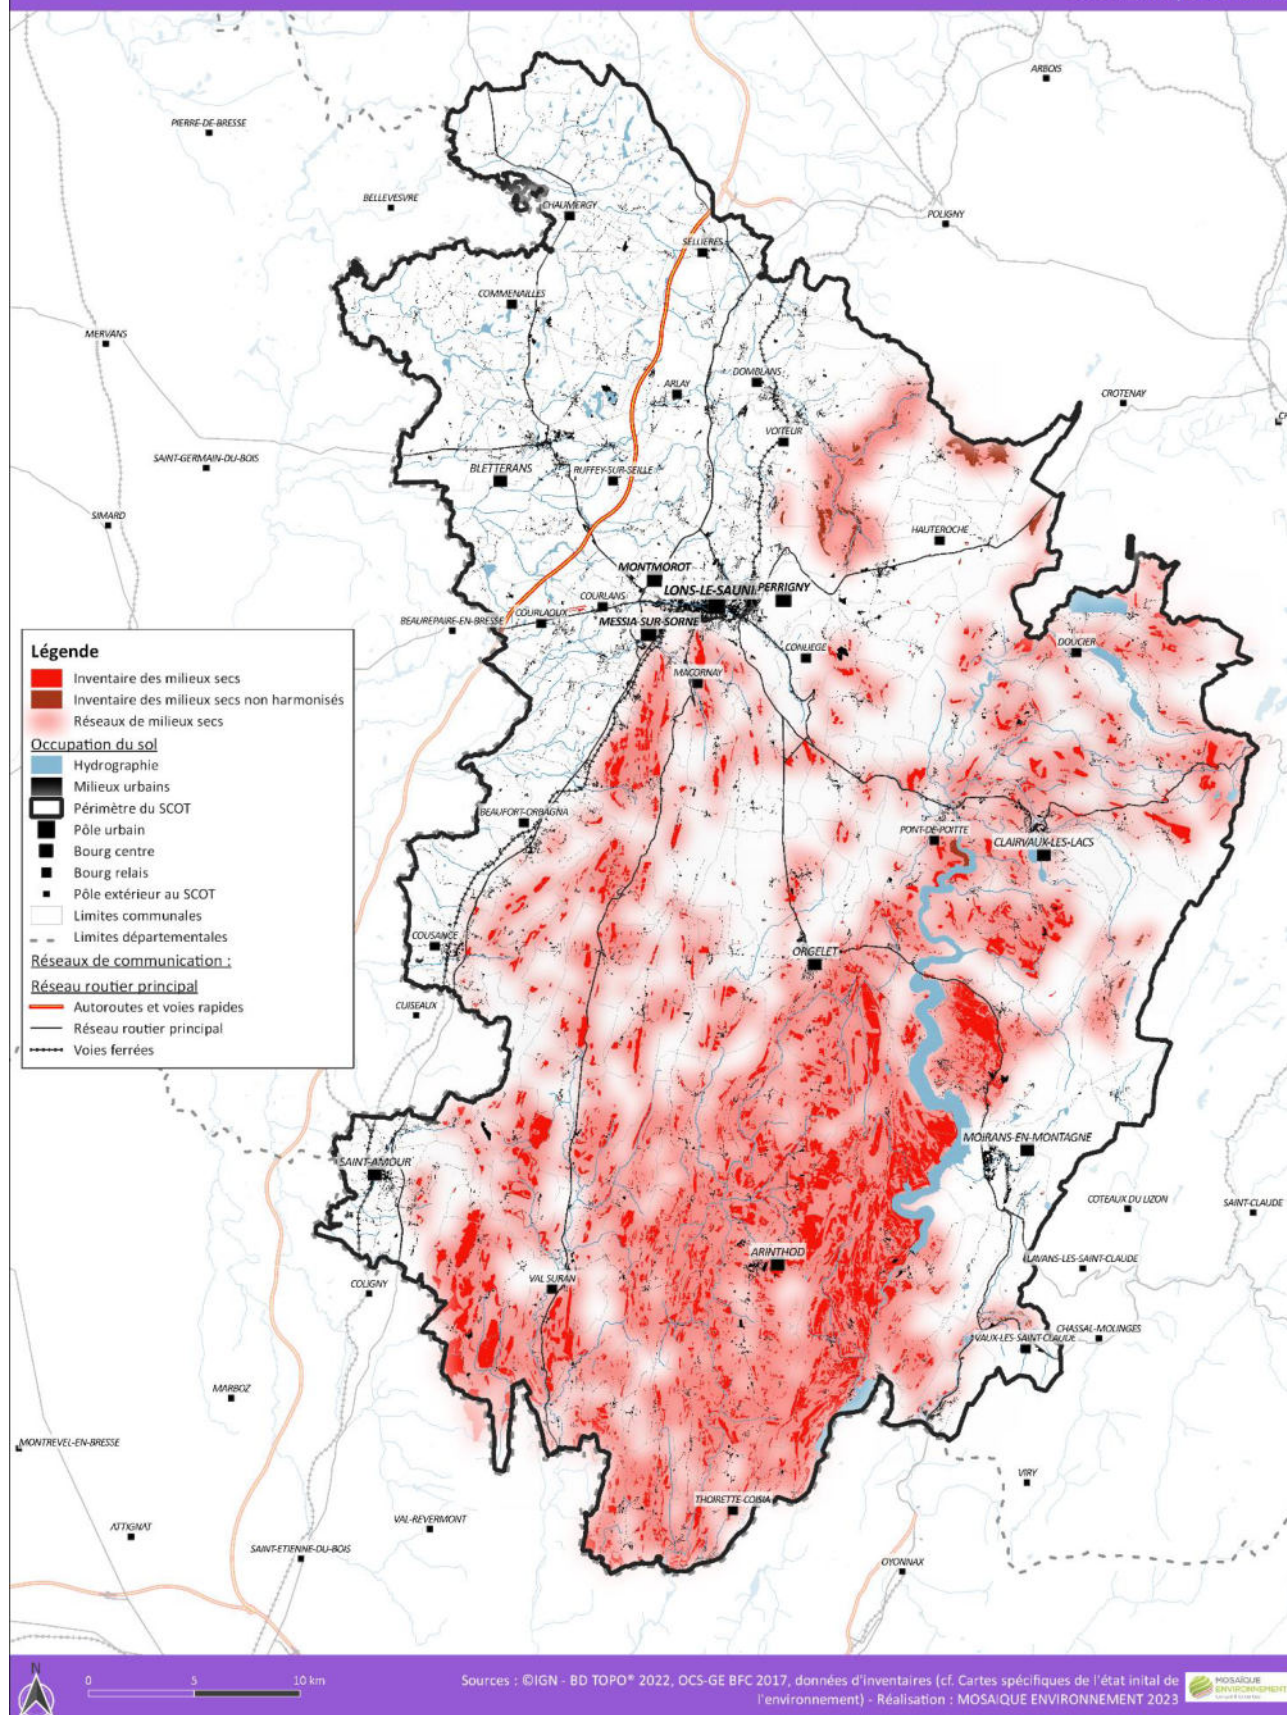 ARBOIS
PIERRE-DE-BRESSE
BELLEVESVRE
CHAUMERGY
POLIGNY
SELLIERES
COMMENAILLES
MERVANS
DOMBLANS
ARLAY
CROTENAY
VOITEUR
SAINT-GERMAIN-DU-BOIS
BLETTERANS
RUFFEY-SUR-SEILLE
SIMARD
HAUTEROCHE
MONTMOROT
LONS-LE-SAUNI
PERRIGNY
COURLANS
COURLAOUX
BEAUREPAIRE-EN-BRESSE
MESSIA-SUR-SORNE
CONLIEGE
DOUCIER
MACORNAY
Légende
Inventaire des milieux secs
Inventaire des milieux secs non harmonisés
Réseaux de milieux secs
Occupation du sol
Hydrographie
Milieux urbains
Périmètre du SCOT
Pôle urbain
Bourg centre
Bourg relais
Pôle extérieur au SCOT
Limites communales
Limites départementales
Réseaux de communication :
Réseau routier principal
Autoroutes et voies rapides
Réseau routier principal
Voies ferrées
BEAUFORT-ORBAGNA
PONT-DE-POITTE
CLAIRVAUX-LES-LACS
COUSANCE
ORGELET
CUISEAUX
MOIRANS-EN-MONTAGNE
SAINT-AMOUR
COTEAUX DU LIZON
SAINT-CLAUDE
ARINTHOD
LAVANS-LES-SAINT-CLAUDE
VAL SURAN
COLIGNY
CHASSAL-MOLINGES
VAUX-LES-SAINT-CLAUDE
MARBOZ
MONTREVEL-EN-BRESSE
VIRY
THOIRETTE-COISIA
VAL-REVERMONT
ATTIGNAT
SAINT-ETIENNE-DU-BOIS
OYONNAX
N
0 5 10 km
Sources : ©IGN - BD TOPO® 2022, OCS-GE BFC 2017, données d'inventaires (cf. Cartes spécifiques de l'état inital de
l'environnement) - Réalisation : MOSAIQUE ENVIRONNEMENT 2023
MOSAÏQUE
ENVIRONNEMENT